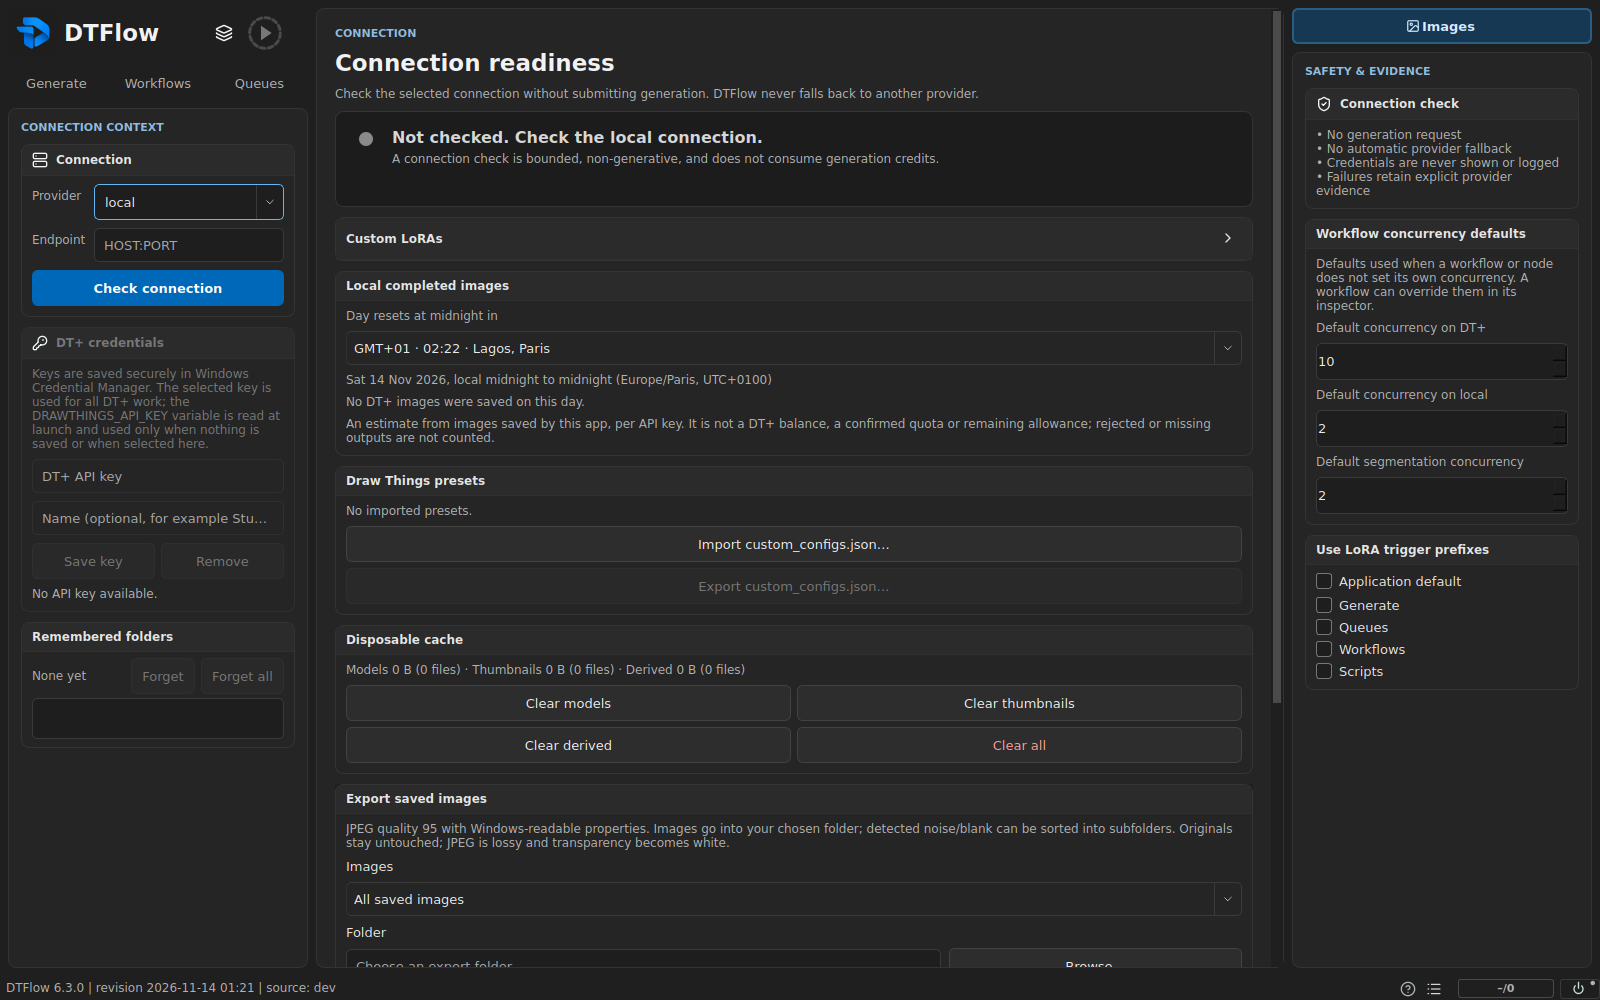 DTFlow
Generate
Workflows
Queues
CONNECTION CONTEXT
Connection
Provider
local
Endpoint
HOST:PORT
Check connection
DT+ credentials
Keys are saved securely in Windows
Credential Manager. The selected key is
used for all DT+ work; the
DRAWTHINGS_API_KEY variable is read at
launch and used only when nothing is
saved or when selected here.
DT+ API key
Name (optional, for example Stu...
Save key
Remove
No API key available.
Remembered folders
None yet
Forget
Forget all
CONNECTION
Connection readiness
Check the selected connection without submitting generation. DTFlow never falls back to another provider.
Not checked. Check the local connection.
A connection check is bounded, non-generative, and does not consume generation credits.
Custom LoRAs
Local completed images
Day resets at midnight in
GMT+01 · 02:22 · Lagos, Paris
Sat 14 Nov 2026, local midnight to midnight (Europe/Paris, UTC+0100)
No DT+ images were saved on this day.
An estimate from images saved by this app, per API key. It is not a DT+ balance, a confirmed quota or remaining allowance; rejected or missing
outputs are not counted.
Draw Things presets
No imported presets.
Import custom_configs.json...
Export custom_configs.json...
Disposable cache
Models 0 B (0 files) · Thumbnails 0 B (0 files) · Derived 0 B (0 files)
Clear models
Clear thumbnails
Clear derived
Clear all
Export saved images
JPEG quality 95 with Windows-readable properties. Images go into your chosen folder; detected noise/blank can be sorted into subfolders. Originals
stay untouched; JPEG is lossy and transparency becomes white.
Images
All saved images
Folder
Choose an export folder
Browse
Images
SAFETY & EVIDENCE
Connection check
• No generation request
• No automatic provider fallback
• Credentials are never shown or logged
• Failures retain explicit provider
evidence
Workflow concurrency defaults
Defaults used when a workflow or node
does not set its own concurrency. A
workflow can override them in its
inspector.
Default concurrency on DT+
10
Default concurrency on local
2
Default segmentation concurrency
2
Use LoRA trigger prefixes
Application default
Generate
Queues
Workflows
Scripts
DTFlow 6.3.0 | revision 2026-11-14 01:21 | source: dev
-/0